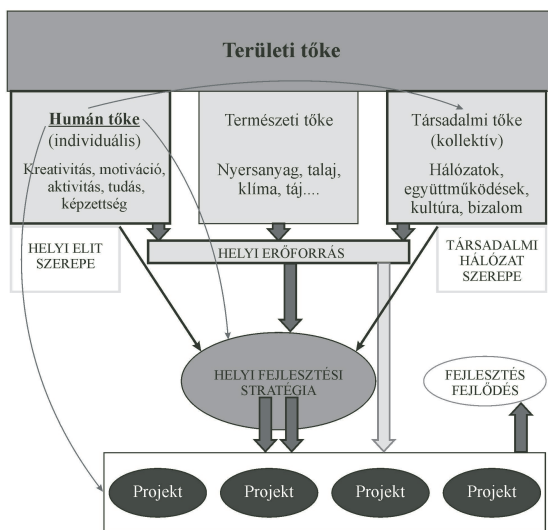 Területi tőke
Humán tőke
(individuális)
Kreativitás, motiváció,
aktivitás, tudás,
képzettség
Természeti tőke
Nyersanyag, talaj,
klíma, táj....
Társadalmi tőke
(kollektív)
Hálózatok,
együttműködések,
kultúra, bizalom
HELYI ELIT
SZEREPE
HELYI ERŐFORRÁS
TÁRSADALMI
HÁLÓZAT
SZEREPE
HELYI FEJLESZTÉSI
STRATÉGIA
FEJLESZTÉS
FEJLŐDÉS
Projekt
Projekt
Projekt
Projekt